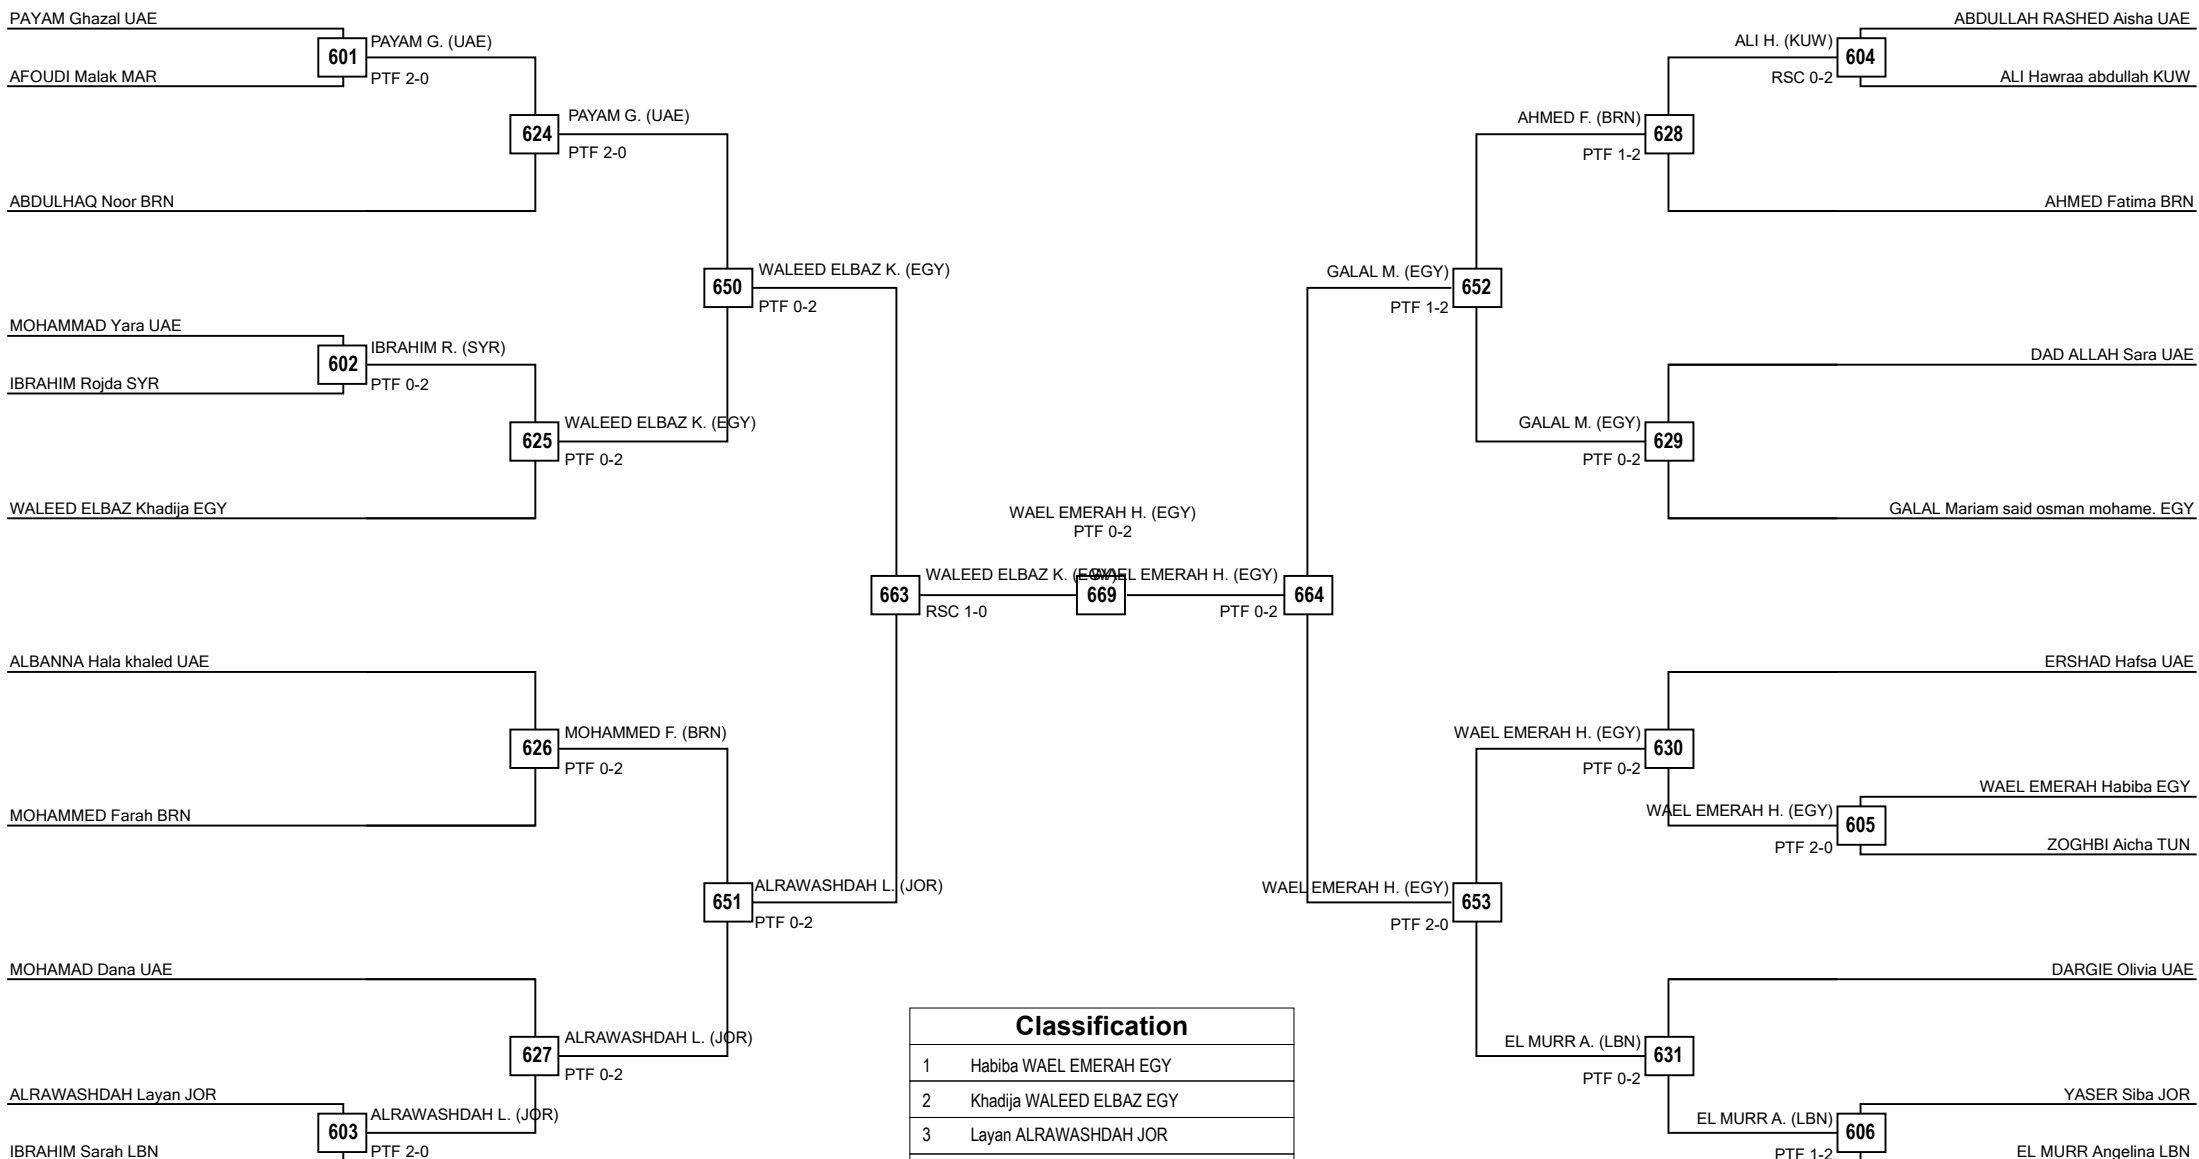 PAYAM Ghazal UAE
601
PAYAM G. (UAE)
PTF 2-0
AFOUDI Malak MAR
624
PAYAM G. (UAE)
PTF 2-0
ABDULHAQ Noor BRN
650
WALEED ELBAZ K. (EGY)
PTF 0-2
MOHAMMAD Yara UAE
602
IBRAHIM R. (SYR)
PTF 0-2
IBRAHIM Rojda SYR
625
WALEED ELBAZ K. (EGY)
PTF 0-2
WALEED ELBAZ Khadija EGY
663
WALEED ELBAZ K. (EGY)
RSC 1-0
ALBANNA Hala khaled UAE
626
MOHAMMED F. (BRN)
PTF 0-2
MOHAMMED Farah BRN
651
ALRAWASHDAH L. (JOR)
PTF 0-2
MOHAMAD Dana UAE
627
ALRAWASHDAH L. (JOR)
PTF 0-2
ALRAWASHDAH Layan JOR
603
ALRAWASHDAH L. (JOR)
PTF 2-0
IBRAHIM Sarah LBN
WAEL EMERAH H. (EGY)
PTF 0-2
669
WAEL EMERAH H. (EGY)
PTF 0-2
664
ABDULLAH RASHED Aisha UAE
ALI H. (KUW)
604
RSC 0-2
ALI Hawraa abdullah KUW
AHMED F. (BRN)
628
PTF 1-2
AHMED Fatima BRN
GALAL M. (EGY)
652
PTF 1-2
DAD ALLAH Sara UAE
GALAL M. (EGY)
629
PTF 0-2
GALAL Mariam said osman mohame. EGY
ERSHAD Hafsa UAE
WAEL EMERAH H. (EGY)
630
PTF 0-2
WAEL EMERAH Habiba EGY
WAEL EMERAH H. (EGY)
605
PTF 2-0
ZOGHBI Aicha TUN
WAEL EMERAH H. (EGY)
653
PTF 2-0
DARGIE Olivia UAE
EL MURR A. (LBN)
631
PTF 0-2
YASER Siba JOR
EL MURR A. (LBN)
606
PTF 1-2
EL MURR Angelina LBN
Classification
1 Habiba WAEL EMERAH EGY
2 Khadija WALEED ELBAZ EGY
3 Layan ALRAWASHDAH JOR